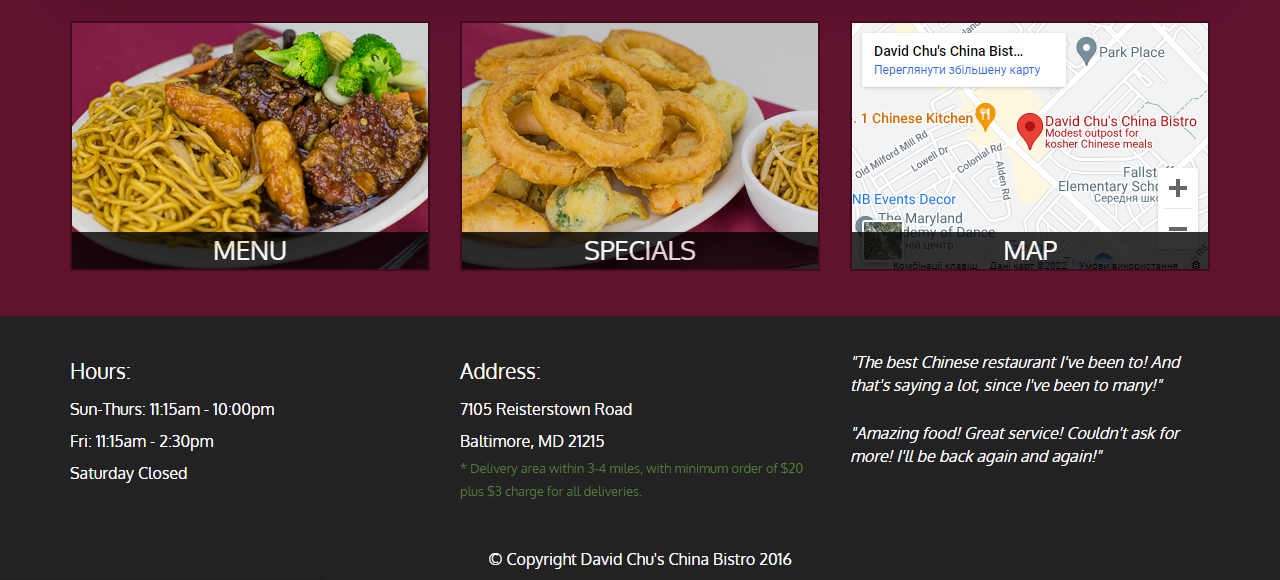 David Chu's China Bist...
Переглянути збільшену карту
Park Place
. 1 Chinese Kitchen
David Chu's China Bistro
Modest outpost for
kosher Chinese meals
Old Milford Mill Rd
Lowell Dr
Colonial Rd
Alden Rd
Fallst
Elementary Scho
Середня шко
NB Events Decor
The Maryland
demy of Dance
ній центр
Комбінації клавіш
Дані карт ©2022
Умови використання
MENU
SPECIALS
MAP
Hours:
Sun-Thurs: 11:15am - 10:00pm
Fri: 11:15am - 2:30pm
Saturday Closed
Address:
7105 Reisterstown Road
Baltimore, MD 21215
* Delivery area within 3-4 miles, with minimum order of $20
plus $3 charge for all deliveries.
"The best Chinese restaurant I've been to! And
that's saying a lot, since I've been to many!"
"Amazing food! Great service! Couldn't ask for
more! I'll be back again and again!"
© Copyright David Chu's China Bistro 2016